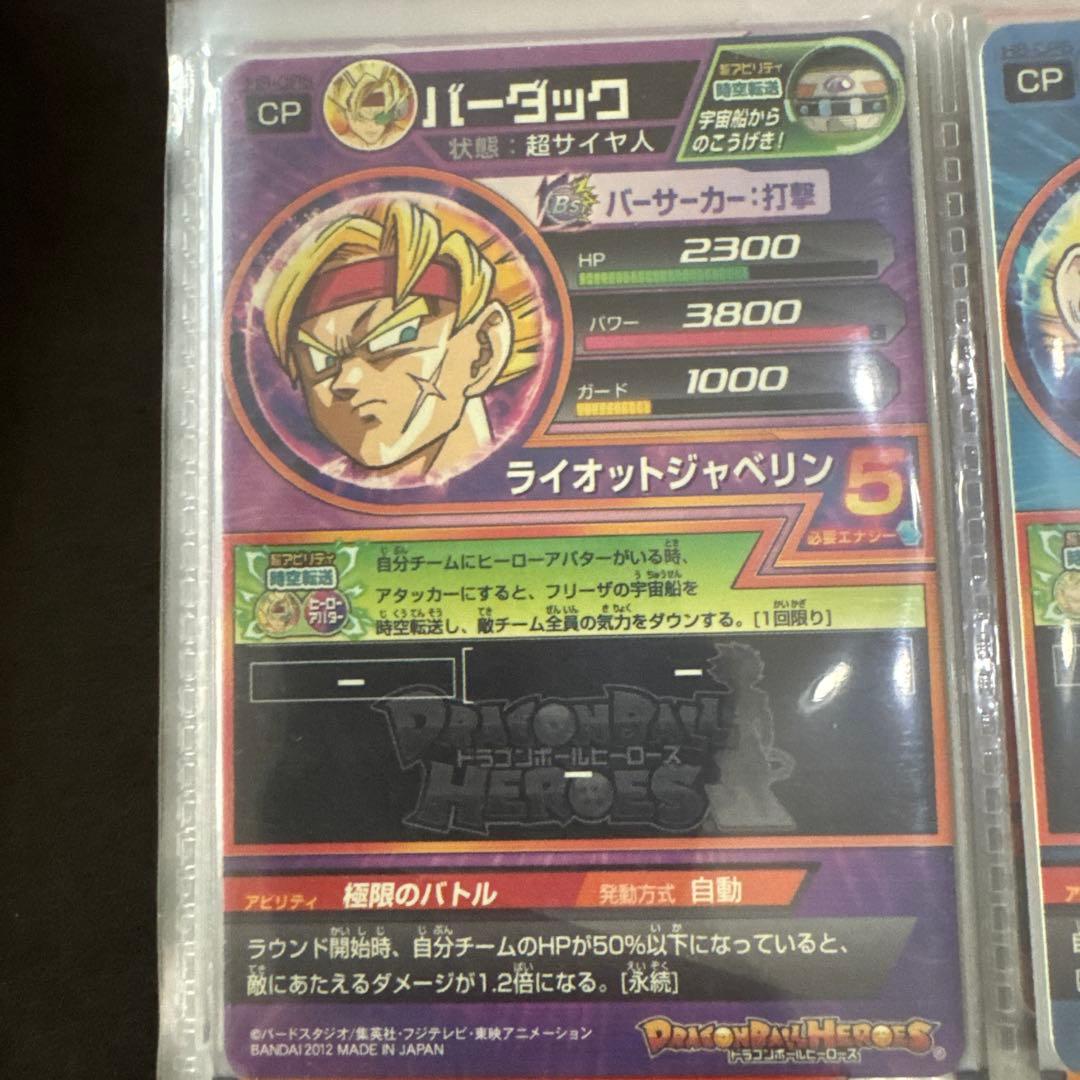 CP
バーダック
状態：超サイヤ人
超アビリティ
時空転送
宇宙船から
のこうげき！
CP
Bs バーサーカー：打撃
HP 2300
パワー 3800
ガード 1000
ライオットジャベリン 5
必要エナジー
超アビリティ
時空転送
ヒーロー
アバター
自分チームにヒーローアバターがいる時、
アタッカーにすると、フリーザの宇宙船を
時空転送し、敵チーム全員の気力をダウンする。[1回限り]
ー
ー
DRAGONBALL
ドラゴンボールヒーローズ
HEROES
ー
アビリティ 極限のバトル 発動方式 自動
ラウンド開始時、自分チームのHPが50%以下になっていると、
敵にあたえるダメージが1.2倍になる。[永続]
©バードスタジオ/集英社・フジテレビ・東映アニメーション
BANDAI 2012 MADE IN JAPAN
DRAGONBALL HEROES
ドラゴンボールヒーローズ